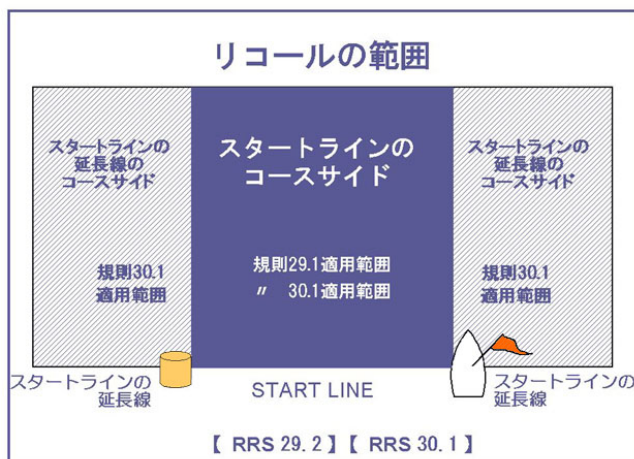 リコールの範囲
スタートラインの
延長線の
コースサイド
規則30.1
適用範囲
スタートラインの
コースサイド
規則29.1適用範囲
〃 30.1適用範囲
スタートラインの
延長線の
コースサイド
規則30.1
適用範囲
スタートラインの
延長線
START LINE
スタートラインの
延長線
【 RRS 29.2】【 RRS 30.1】